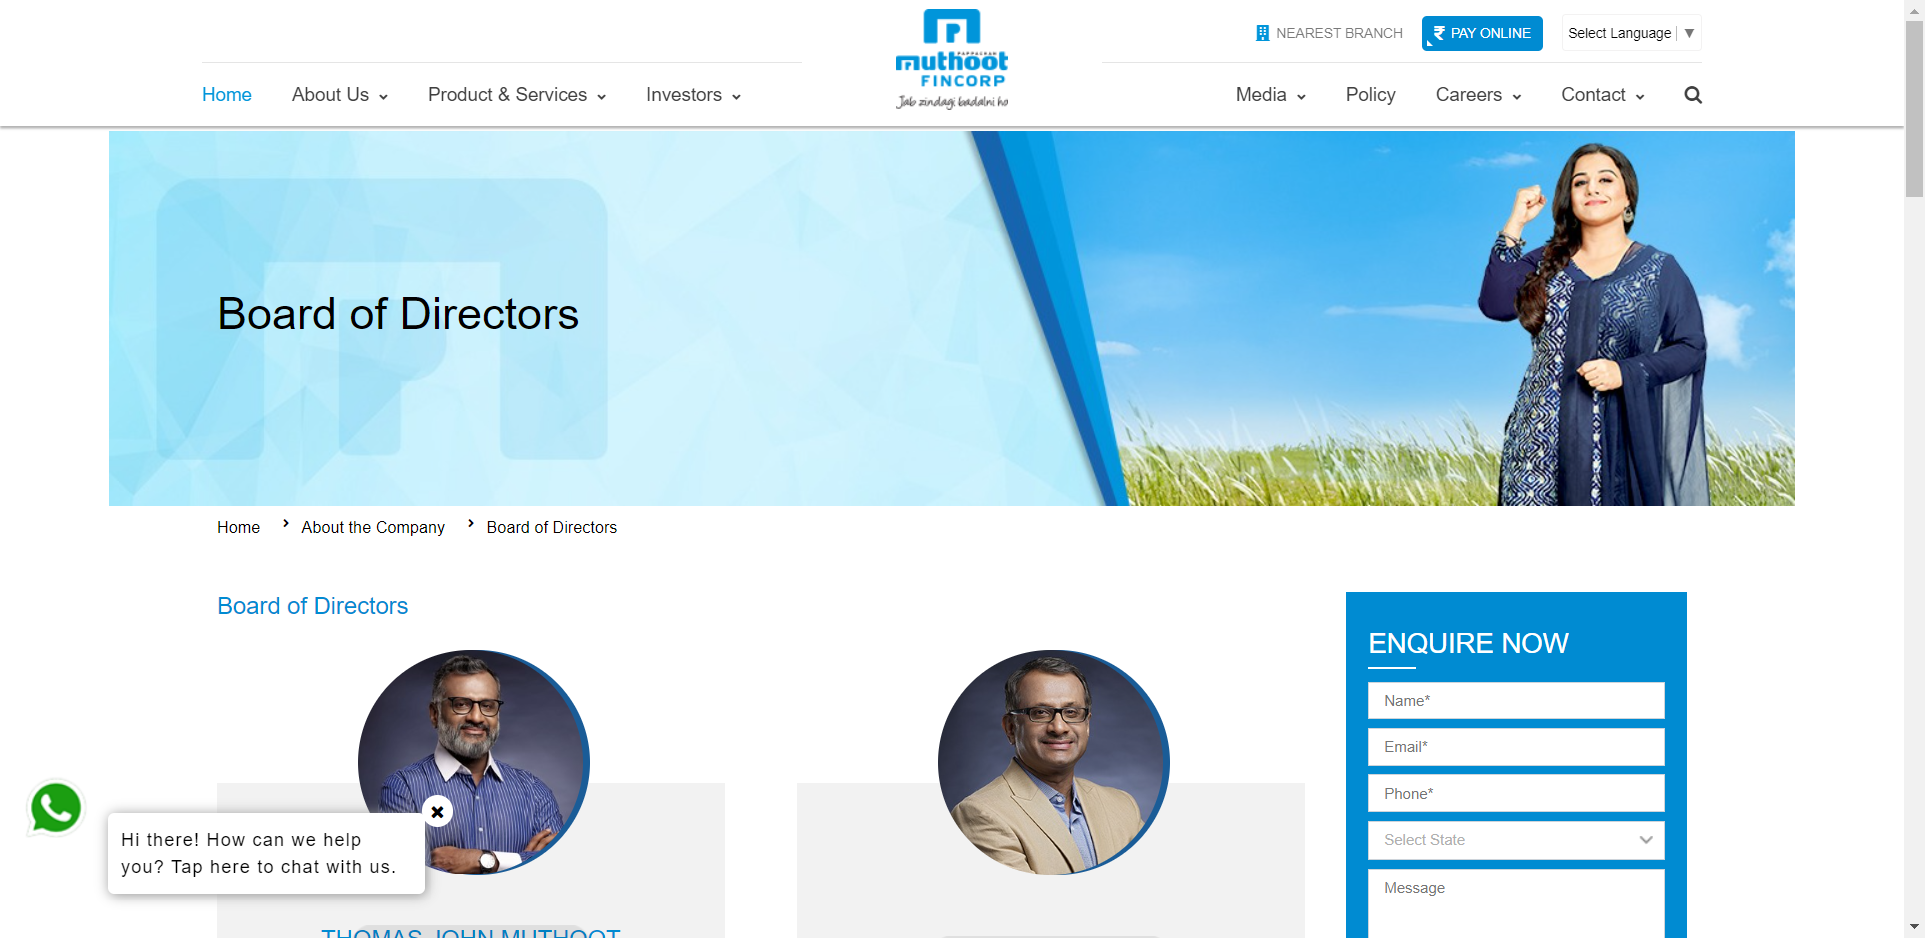 PAPPACHAN
muthoot
FINCORP
Jab zindagi badalni ho
NEAREST BRANCH
₹ PAY ONLINE
Select Language ▼
Home
About Us
Product & Services
Investors
Media
Policy
Careers
Contact
Board of Directors
Home > About the Company > Board of Directors
Board of Directors
THOMAS JOHN MUTHOOT
ENQUIRE NOW
Name*
Email*
Phone*
Select State
Message
Hi there! How can we help
you? Tap here to chat with us.